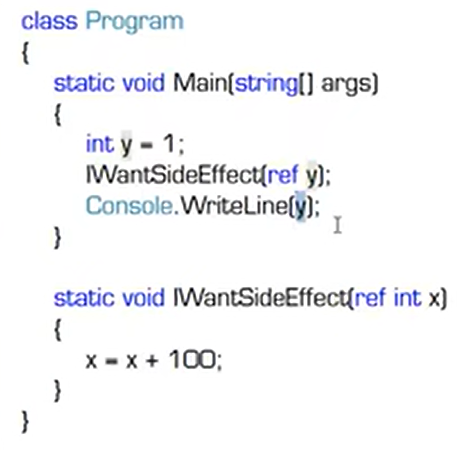 class Program
{
static void Main(string[] args)
{
int y = 1;
IWantSideEffect(ref y);
Console.WriteLine(y);
}
static void IWantSideEffect(ref int x)
{
x = x + 100;
}
}